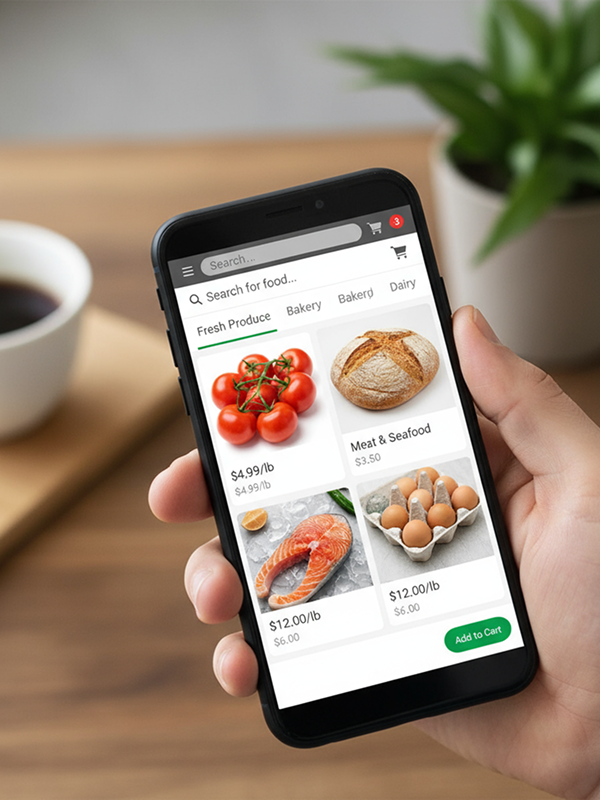 Search...
3
Search for food...
Fresh Produce Bakery Bakerd Dairy
$4.99/lb
$4.99/lb
Meat & Seafood
$3.50
$12.00/lb
$6.00
$12.00/lb
$6.00
Add to Cart